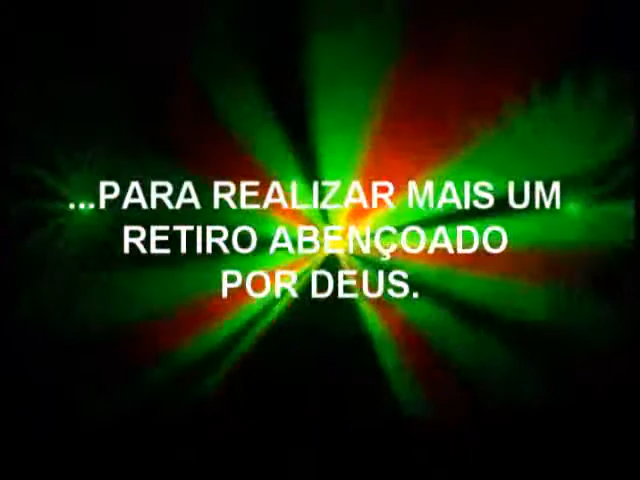 ...PARA REALIZAR MAIS UM
RETIRO ABENÇOADO
POR DEUS.